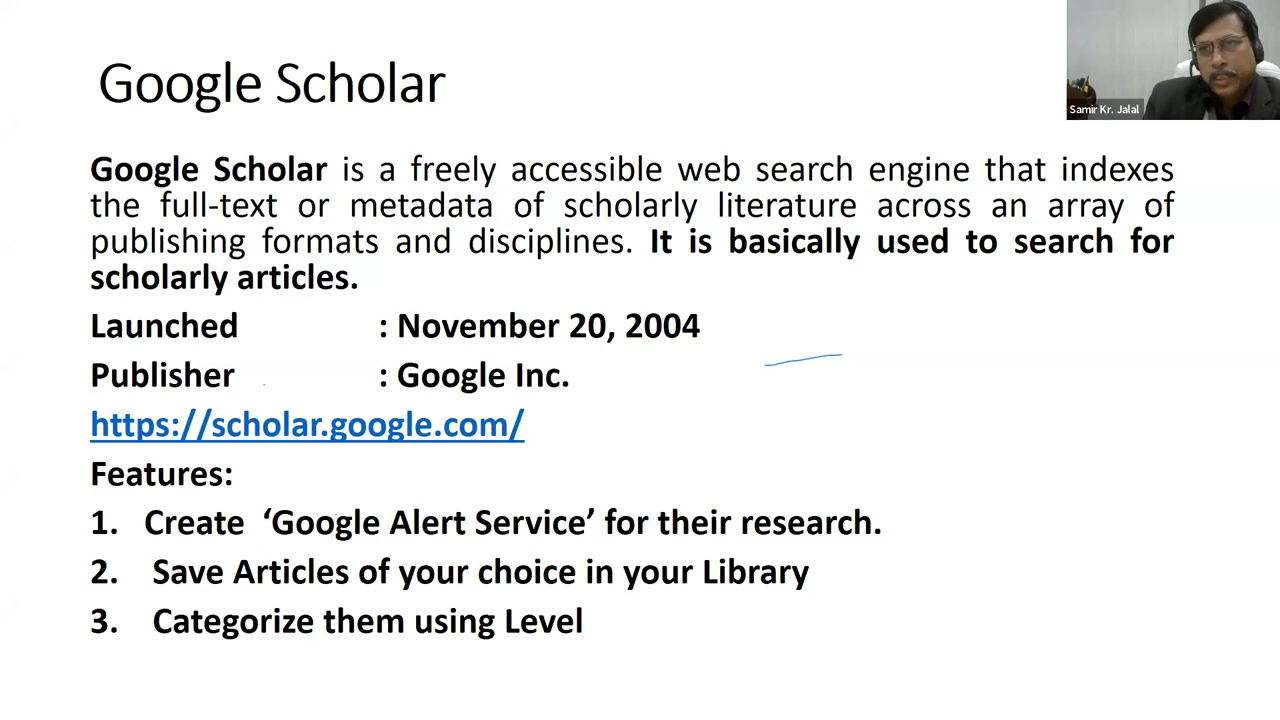 Google Scholar
Samir Kr. Jalal
Google Scholar is a freely accessible web search engine that indexes
the full-text or metadata of scholarly literature across an array of
publishing formats and disciplines. It is basically used to search for
scholarly articles.
Launched : November 20, 2004
Publisher : Google Inc.
https://scholar.google.com/
Features:
1. Create ‘Google Alert Service’ for their research.
2. Save Articles of your choice in your Library
3. Categorize them using Level